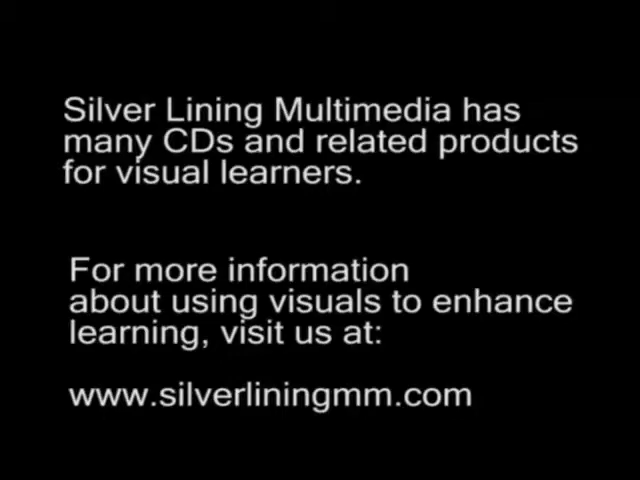 Silver Lining Multimedia has
many CDs and related products
for visual learners.
For more information
about using visuals to enhance
learning, visit us at:
www.silverliningmm.com